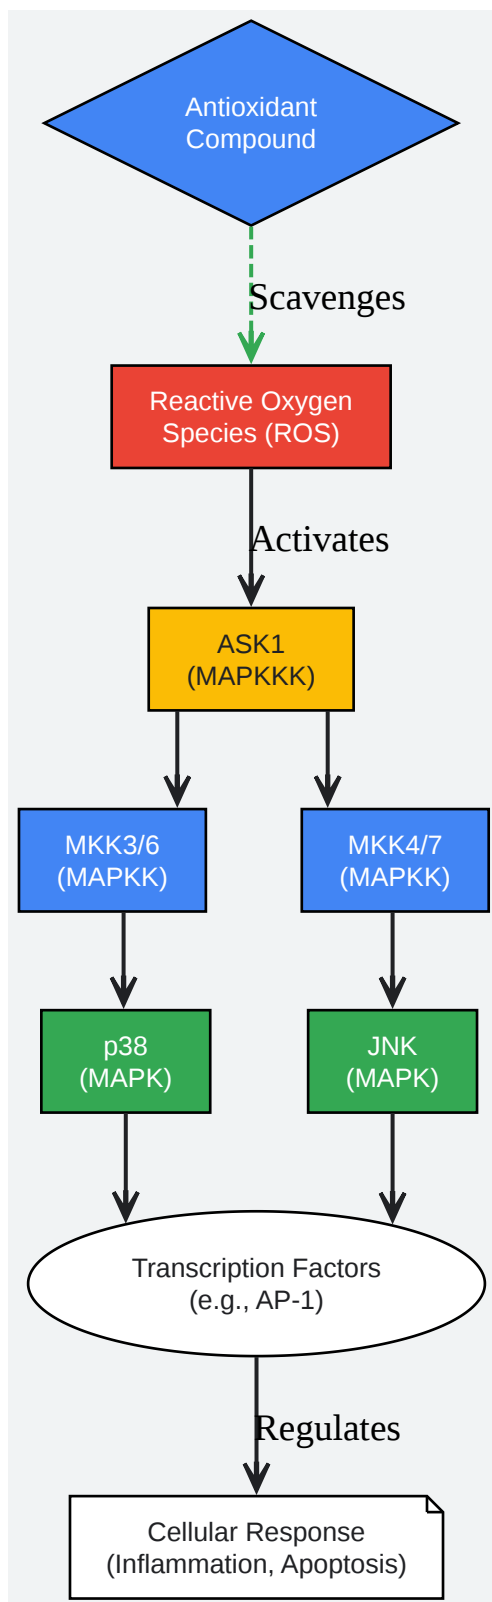 Antioxidant
Compound
Scavenges
Reactive Oxygen
Species (ROS)
Activates
ASK1
(MAPKKK)
MKK3/6
(MAPKK)
MKK4/7
(MAPKK)
p38
(MAPK)
JNK
(MAPK)
Transcription Factors
(e.g., AP-1)
Regulates
Cellular Response
(Inflammation, Apoptosis)